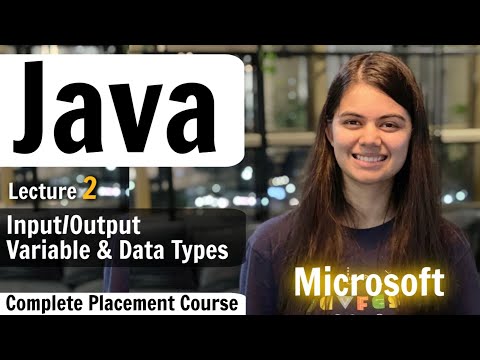 Java
Lecture 2
Input/Output
Variable & Data Types
Microsoft
Complete Placement Course